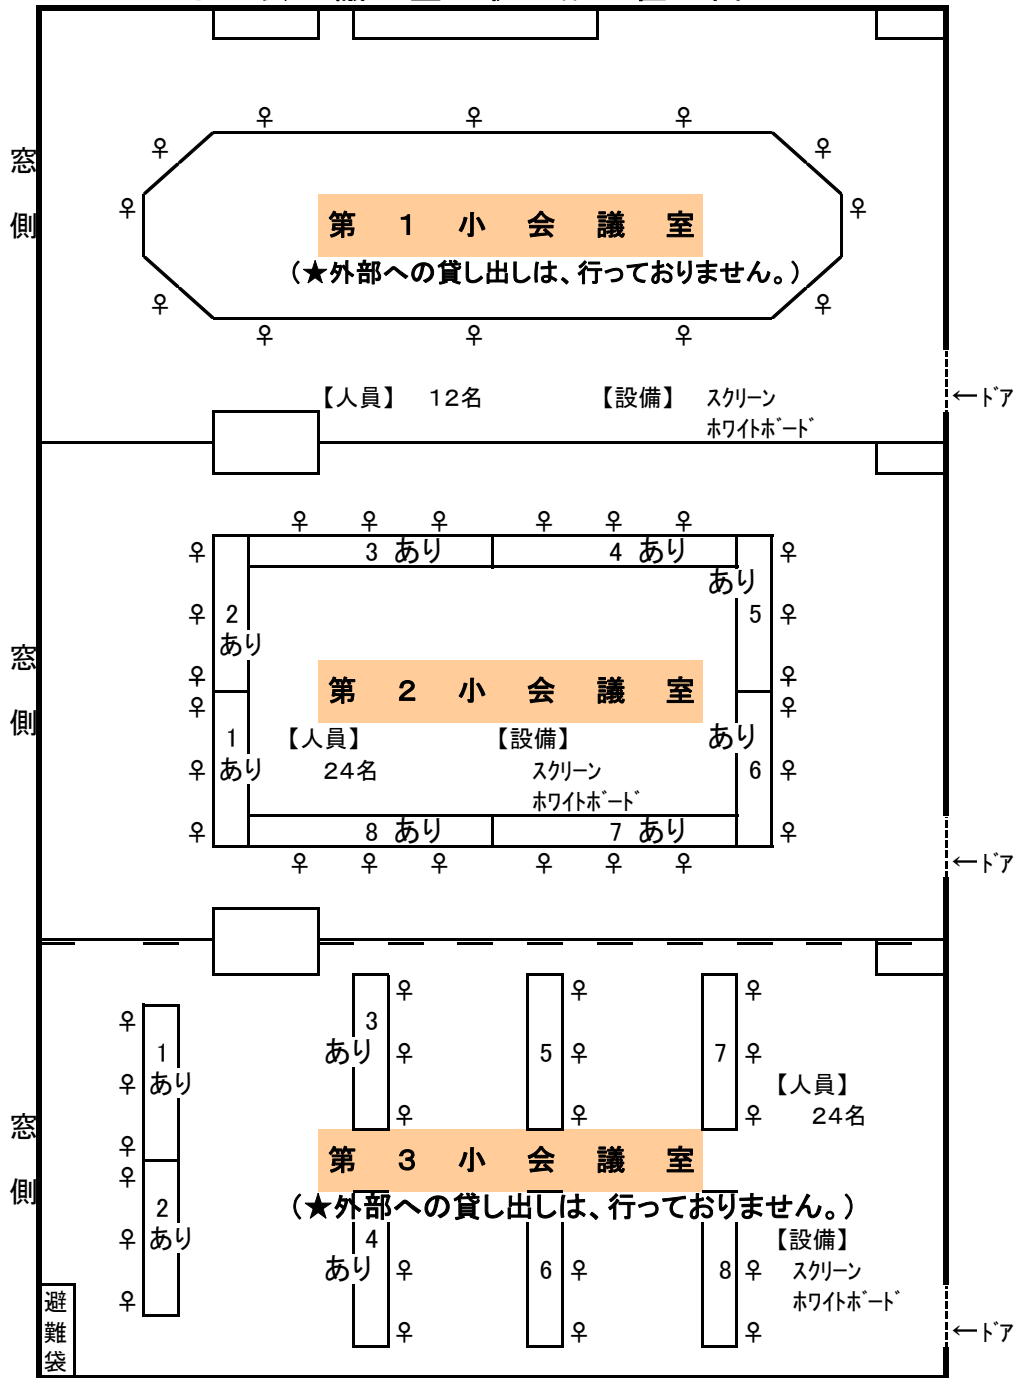 窓
側
第　１　小　会　議　室
（★外部への貸し出しは、行っておりません。）
【人員】　１２名　【設備】　ｽｸﾘｰﾝ
ﾎﾜｲﾄﾎﾞｰﾄﾞ
←ﾄﾞｱ
3 あり
4 あり
あり
5
2
あり
窓
側
第　２　小　会　議　室
1
あり
【人員】
２４名
【設備】
ｽｸﾘｰﾝ
ﾎﾜｲﾄﾎﾞｰﾄﾞ
あり
6
8 あり
7 あり
←ﾄﾞｱ
3
あり
1
あり
5
7
【人員】
２４名
窓
側
第　３　小　会　議　室
（★外部への貸し出しは、行っておりません。）
2
あり
4
あり
6
8
【設備】
ｽｸﾘｰﾝ
ﾎﾜｲﾄﾎﾞｰﾄﾞ
避
難
袋
←ﾄﾞｱ